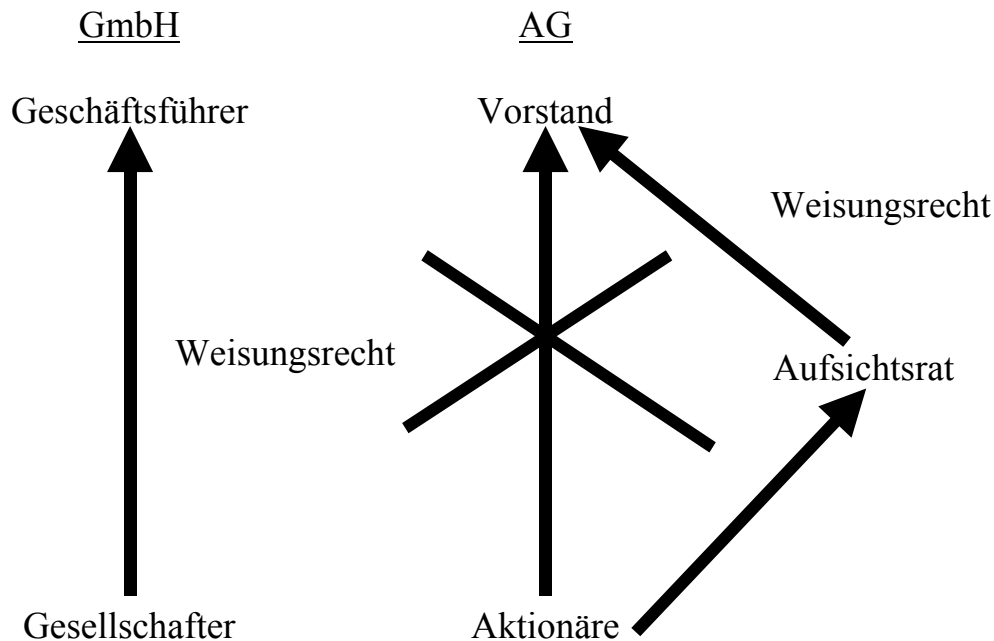 GmbH
AG
Geschäftsführer
Vorstand
Weisungsrecht
Weisungsrecht
Aufsichtsrat
Gesellschafter
Aktionäre